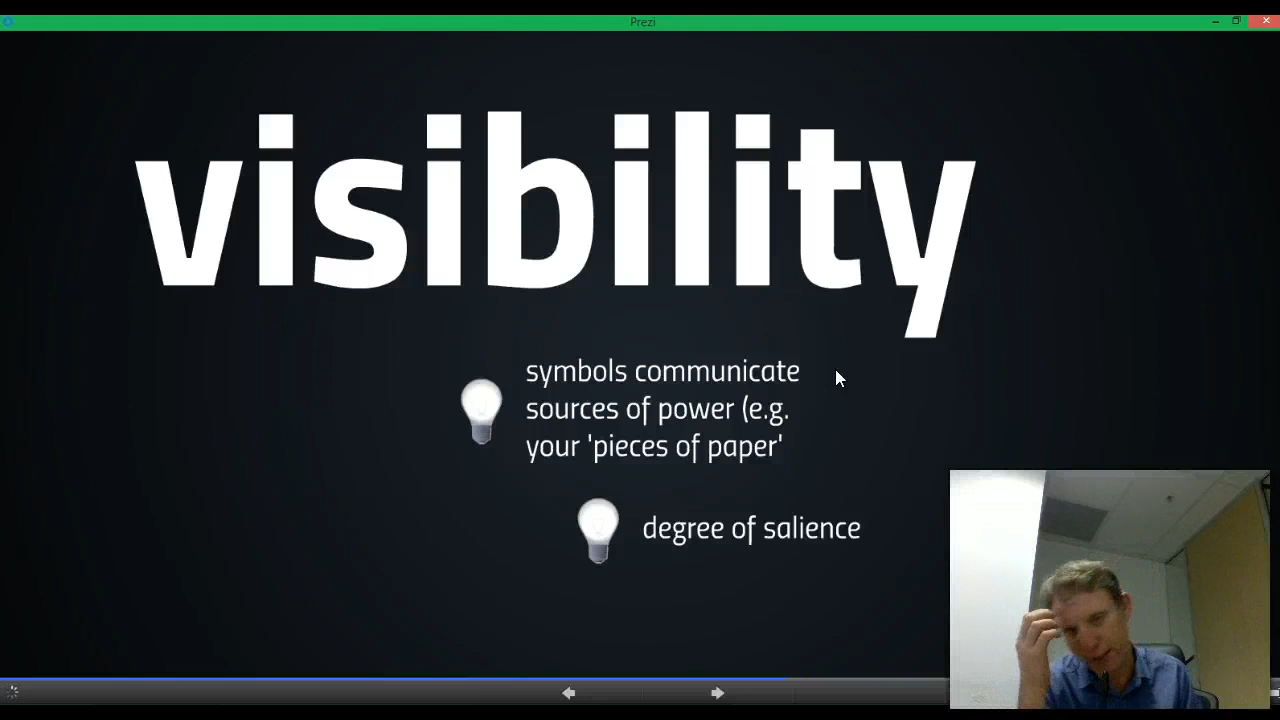 Prezi
visibility
symbols communicate
sources of power (e.g.
your 'pieces of paper'
degree of salience